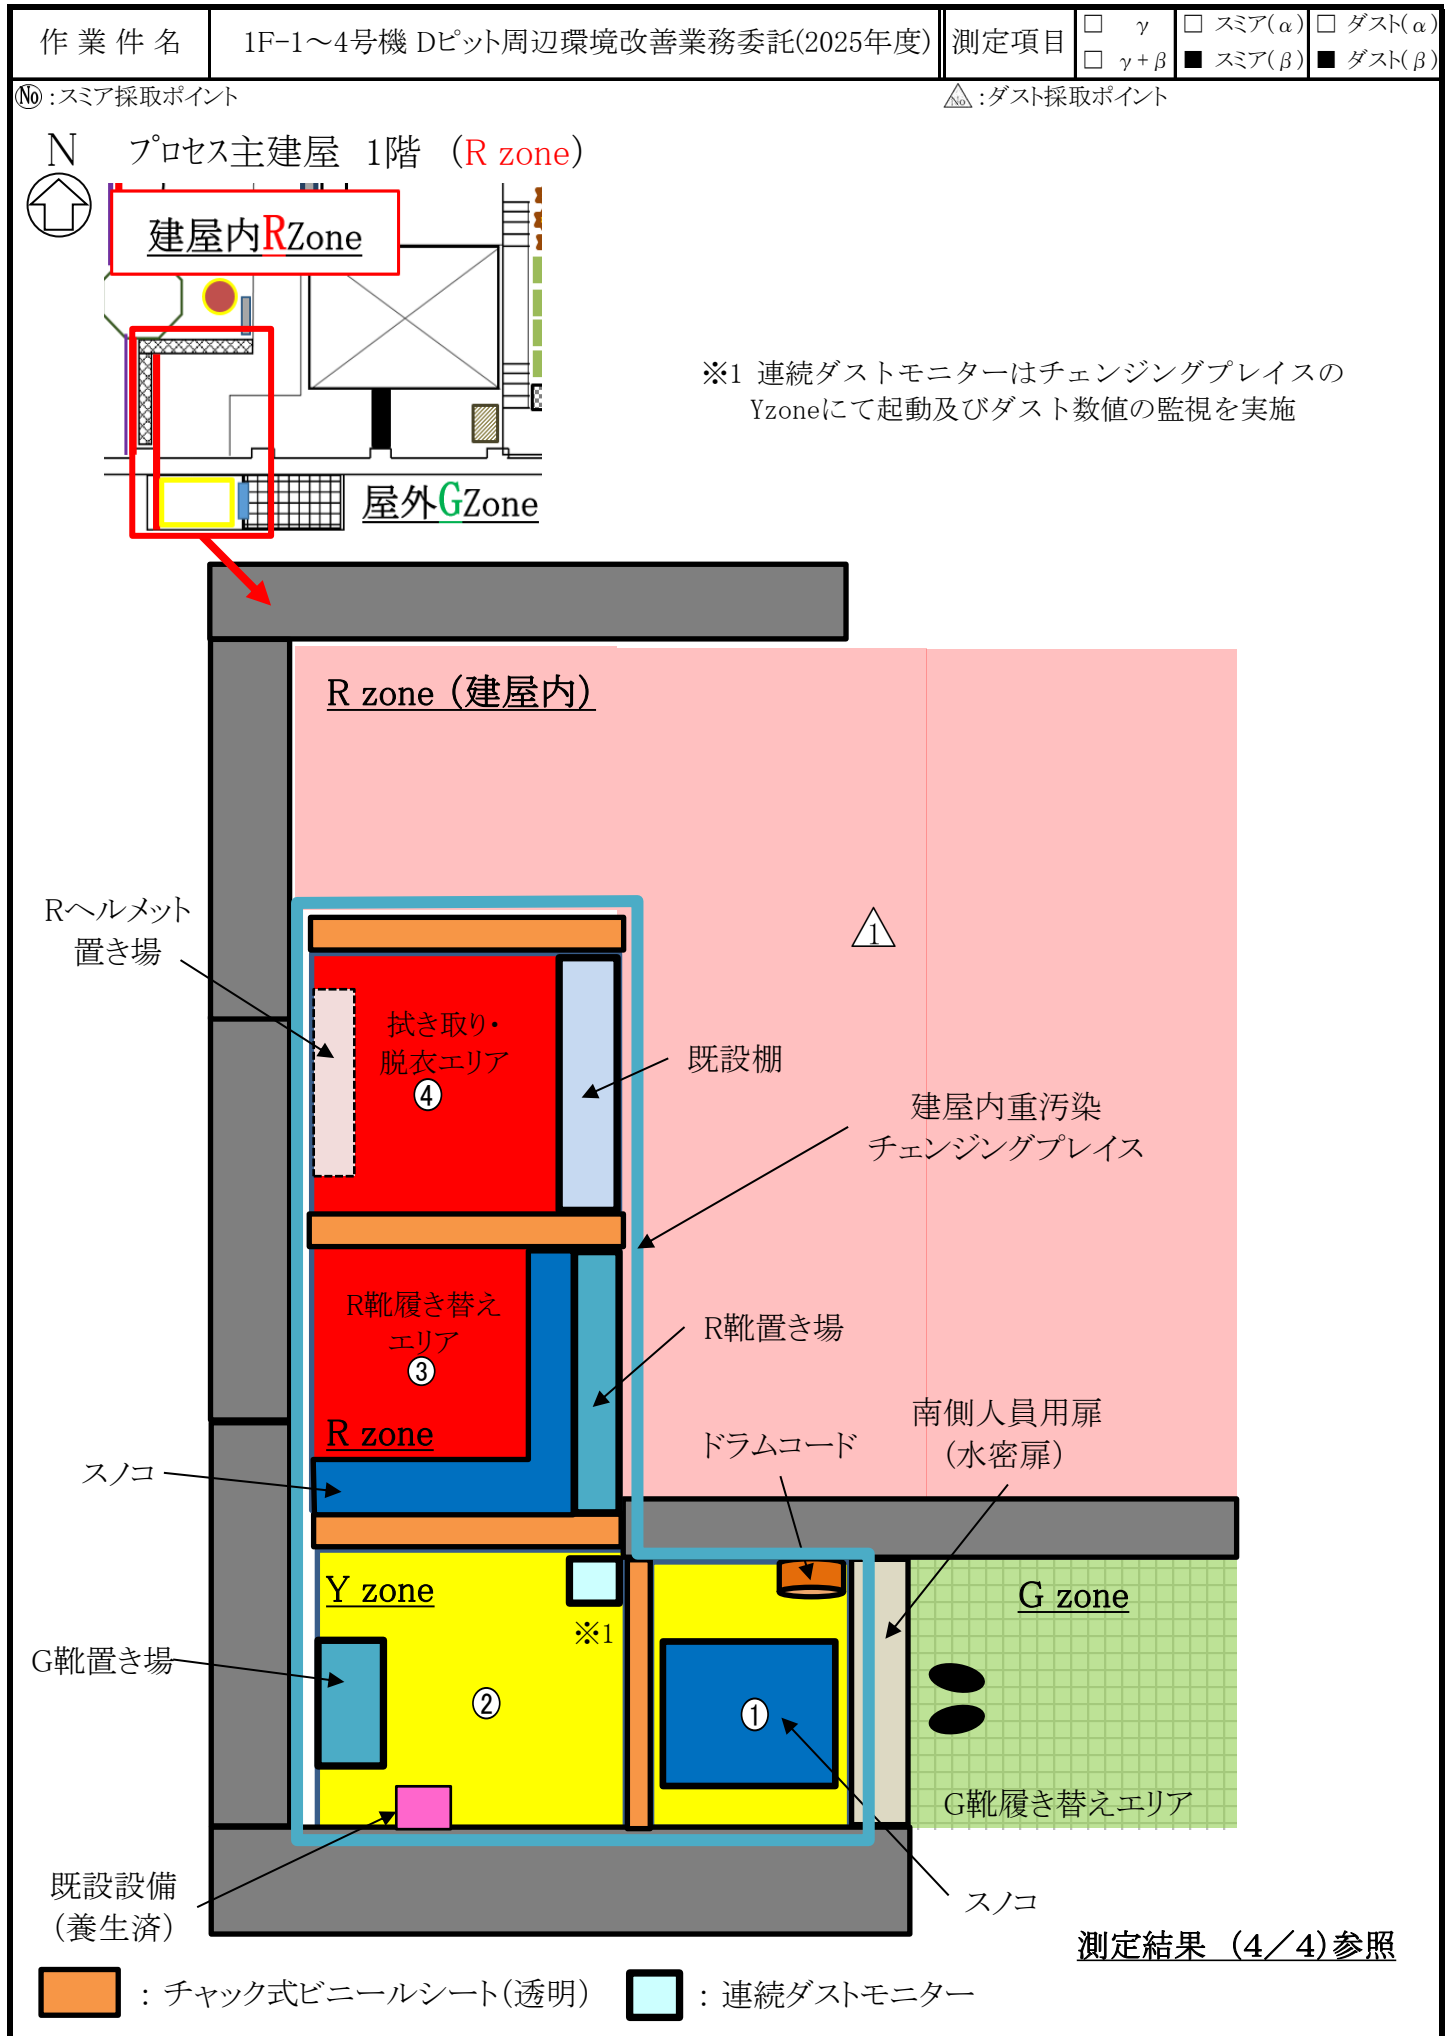 作業件名
1F-1～4号機 Dピット周辺環境改善業務委託(2025年度)
測定項目
□ γ
□ スミア(α)
□ ダスト(α)
□ γ+β
■ スミア(β)
■ ダスト(β)
No:スミア採取ポイント
No:ダスト採取ポイント
N
プロセス主建屋 1階 (R zone)
建屋内RZone
屋外GZone
※1 連続ダストモニターはチェンジングプレイスの
Yzoneにて起動及びダスト数値の監視を実施
R zone (建屋内)
Rヘルメット
置き場
1
拭き取り・
脱衣エリア
④
既設棚
建屋内重汚染
チェンジングプレイス
R靴履き替え
エリア
③
R zone
R靴置き場
スノコ
ドラムコード
南側人員用扉
(水密扉)
Y zone
※1
G zone
G靴置き場
②
①
G靴履き替えエリア
既設設備
(養生済)
スノコ
測定結果 (4／4)参照
:チャック式ビニールシート(透明)
:連続ダストモニター